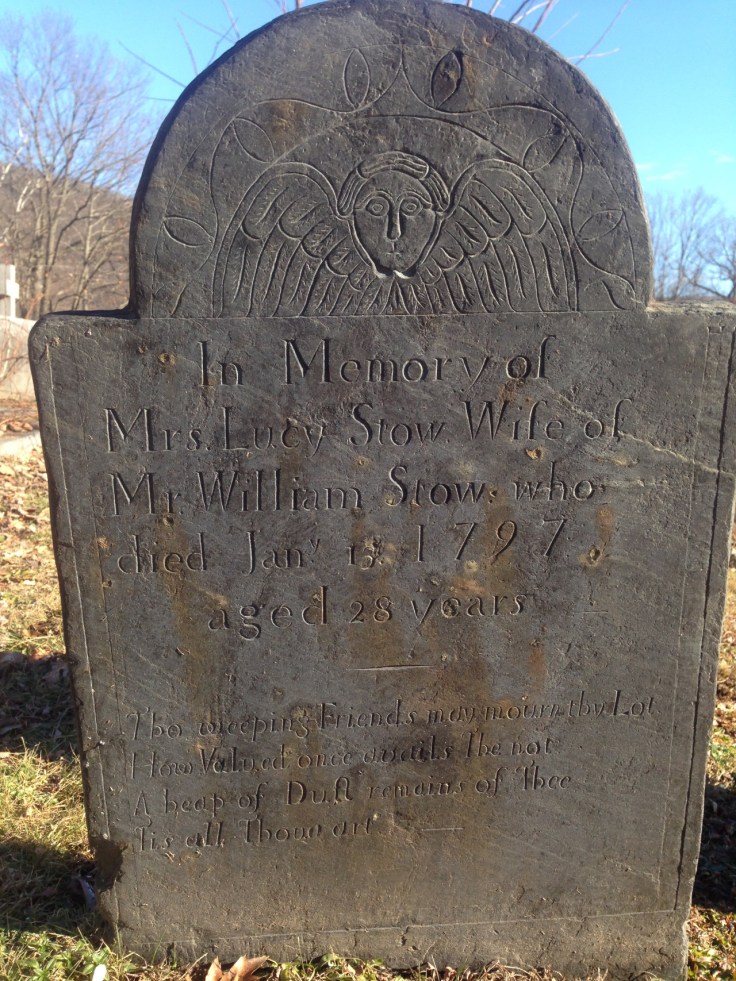 In Memory of
Mrs. Lucy Stow. Wife of
Mr. William Stow. who
died Janʸ 13. 1797.
aged 28 years
Tho weeping Friends may mourn thy Lot
How Valued once avails The not
A heap of Dust remains of Thee
Tis all Thou art